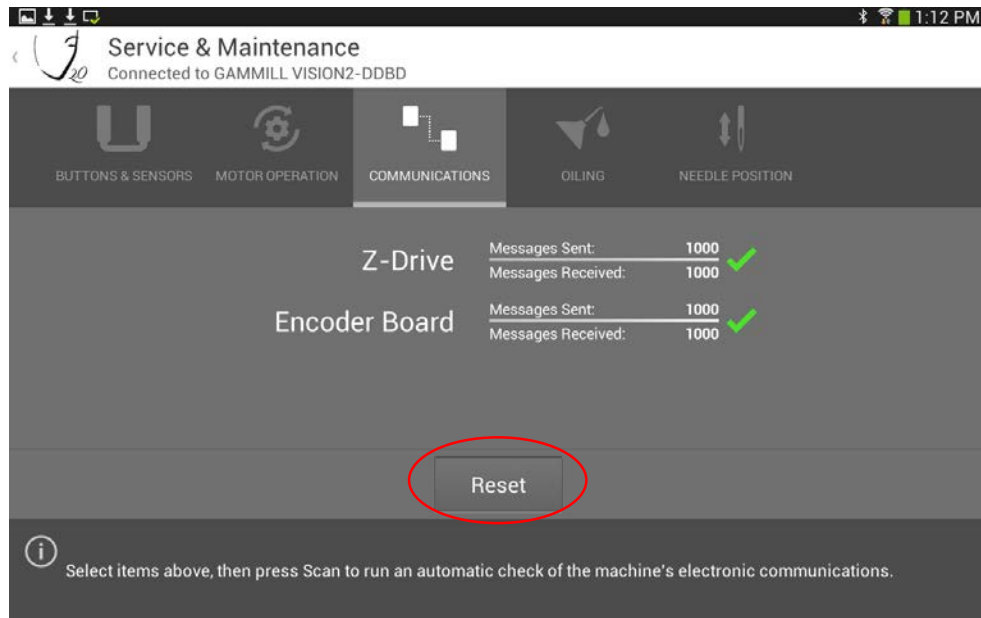 1:12 PM
Service & Maintenance
20
Connected to GAMMILL VISION2-DDBD
BUTTONS & SENSORS MOTOR OPERATION COMMUNICATIONS OILING NEEDLE POSITION
Z-Drive
Messages Sent: 1000
Messages Received: 1000
Encoder Board
Messages Sent: 1000
Messages Received: 1000
Reset
Select items above, then press Scan to run an automatic check of the machine's electronic communications.